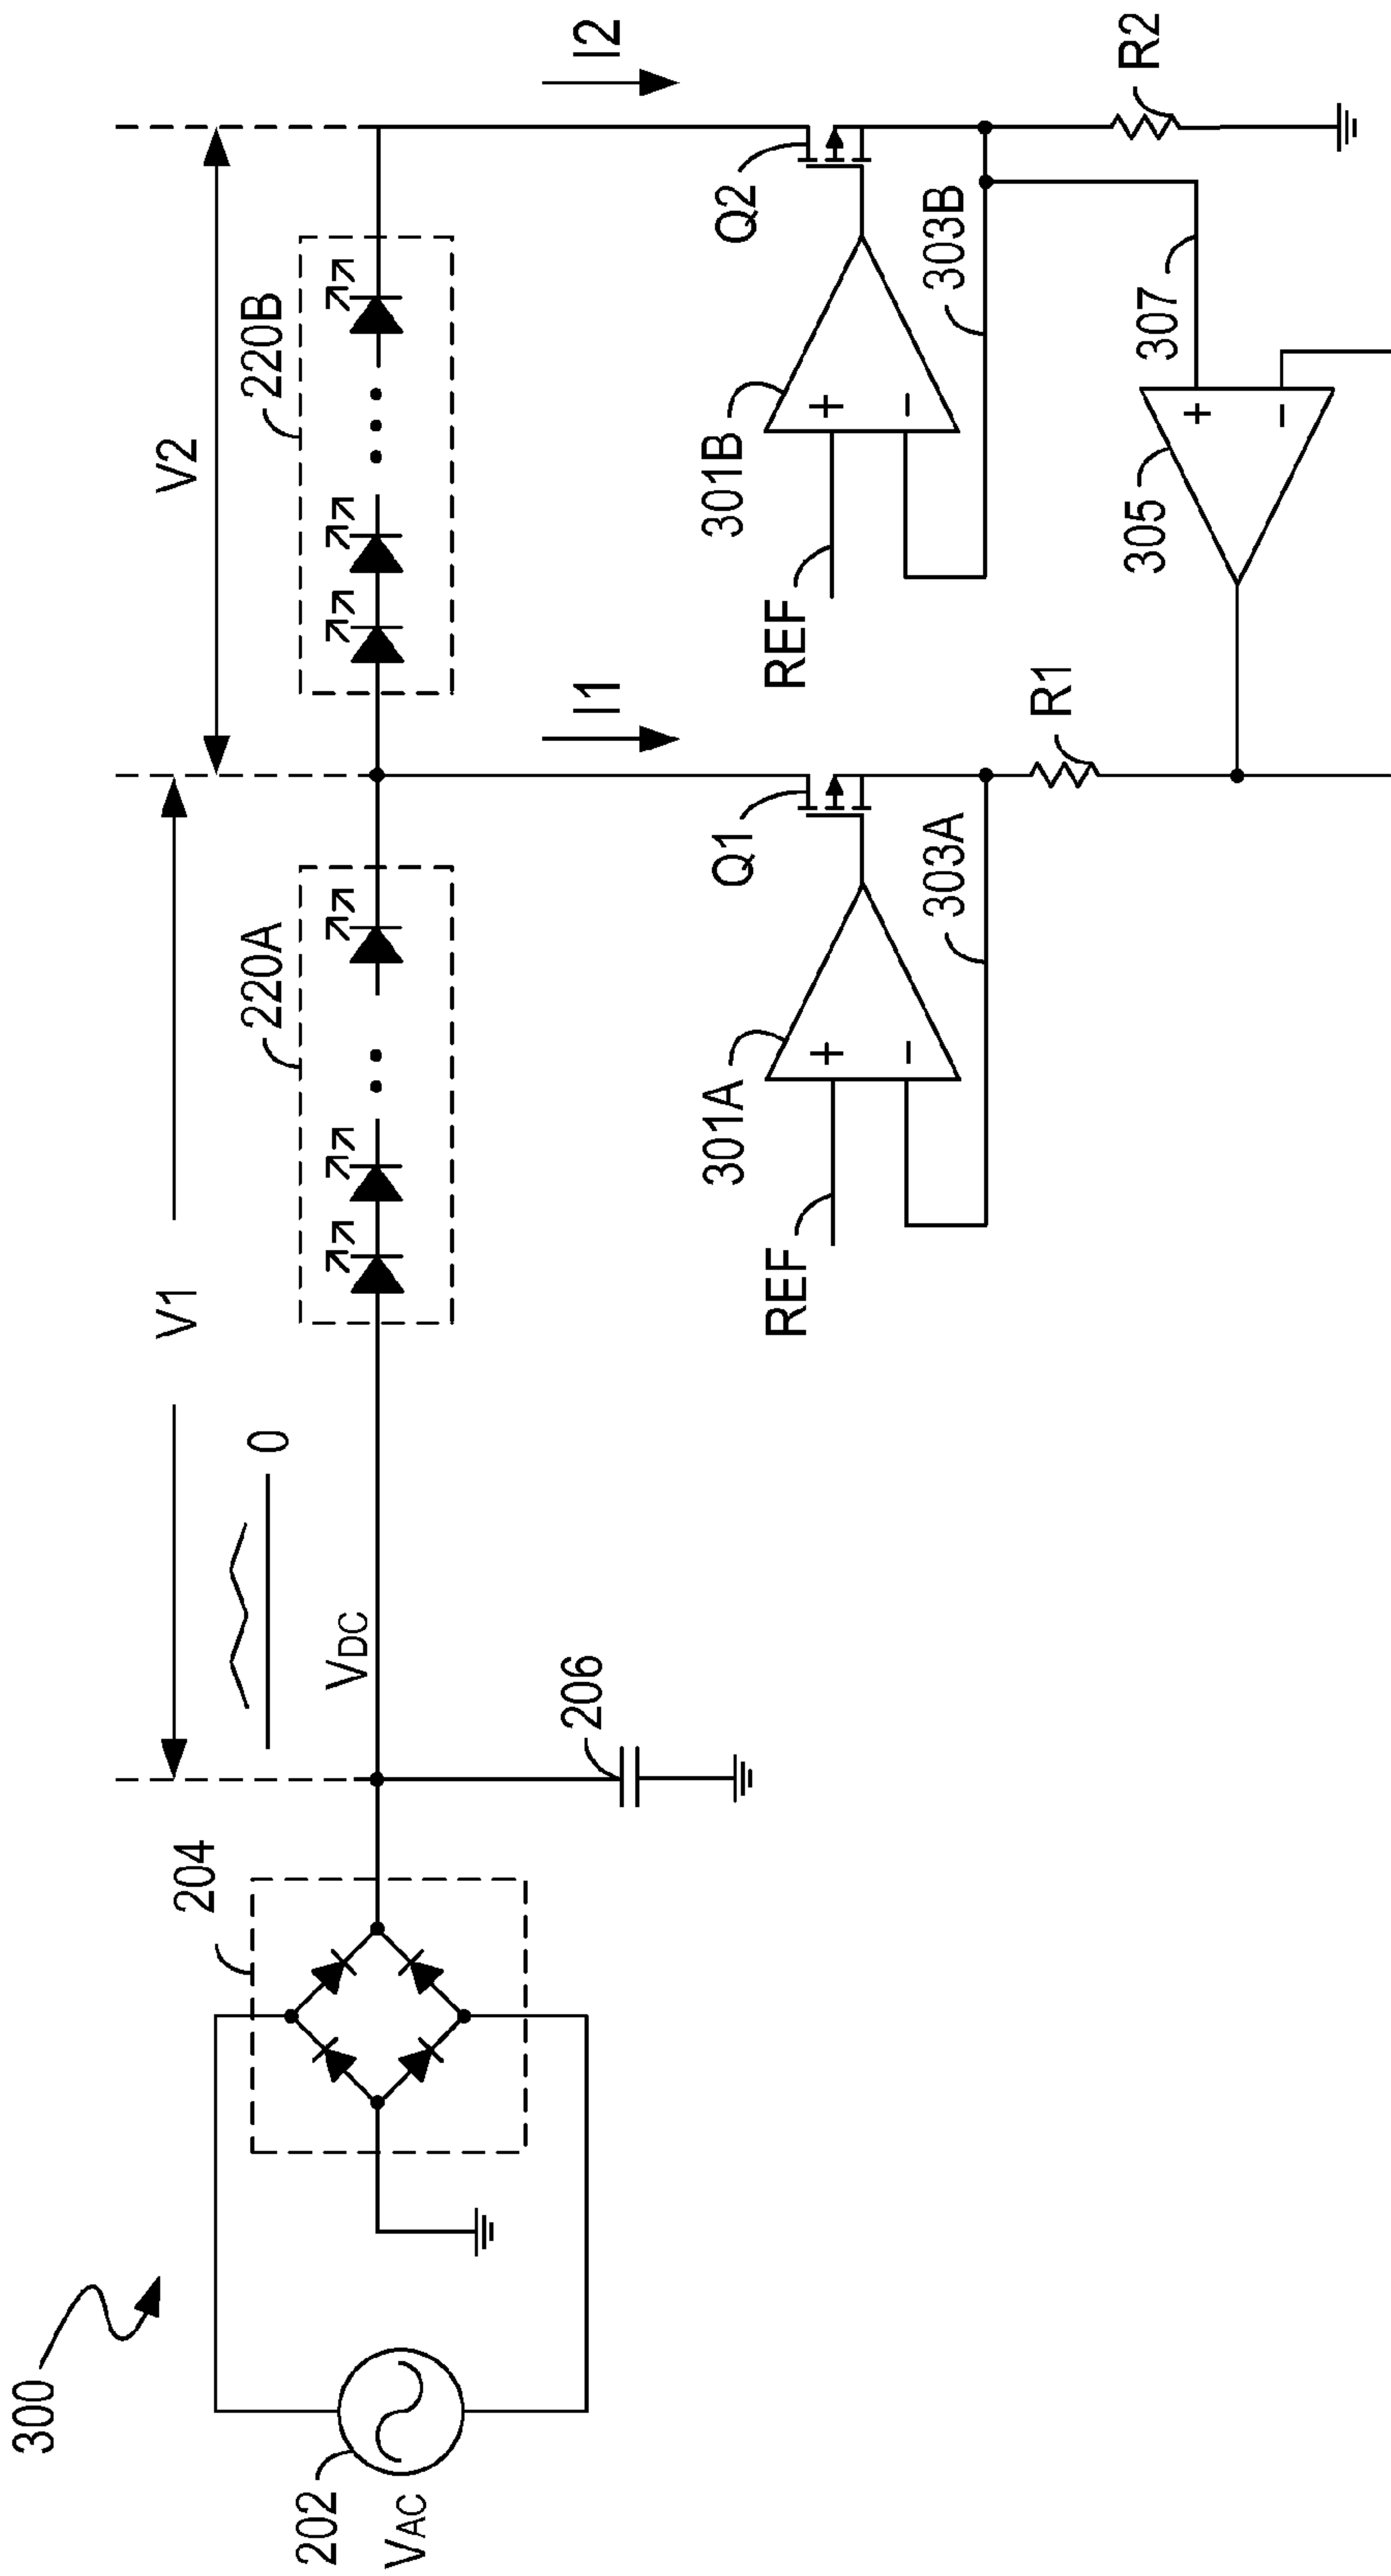 300
202
VAC
204
206
VDC
0
V1
V2
220A
220B
I1
I2
Q1
Q2
301A
301B
+
−
+
−
REF
REF
303A
303B
R1
R2
305
307
+
−